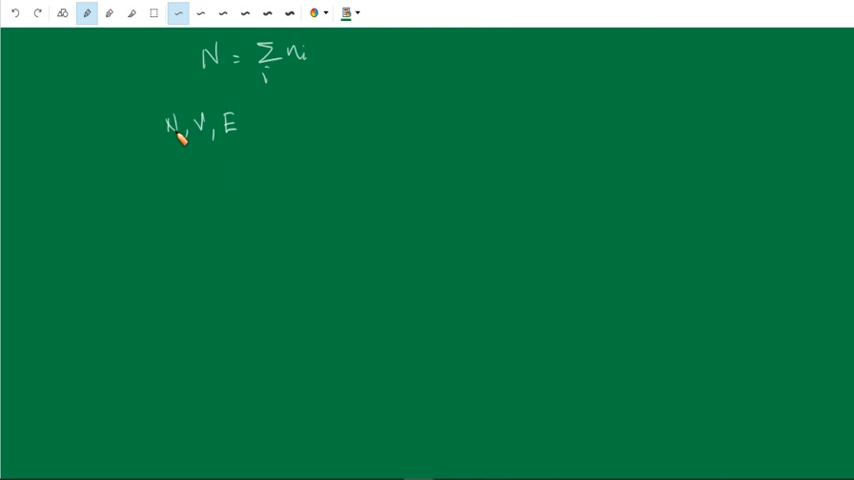 N = ∑ᵢ nᵢ
N, V, E